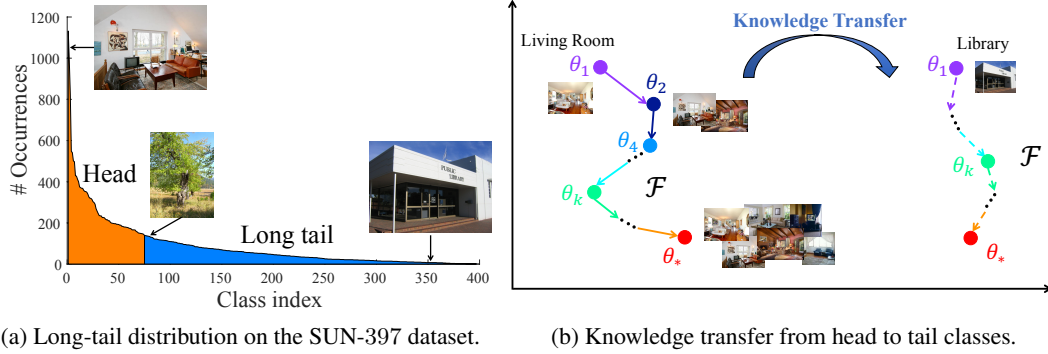 1200
1000
800
600
400
200
0
# Occurrences
Head
Long tail
PUBLIC
LIBRARY
0 50 100 150 200 250 300 350 400
Class index
(a) Long-tail distribution on the SUN-397 dataset.
Knowledge Transfer
Living Room
θ₁
θ₂
θ₄
θₖ
θ*
ℱ
Library
θ₁
θₖ
θ*
ℱ
(b) Knowledge transfer from head to tail classes.